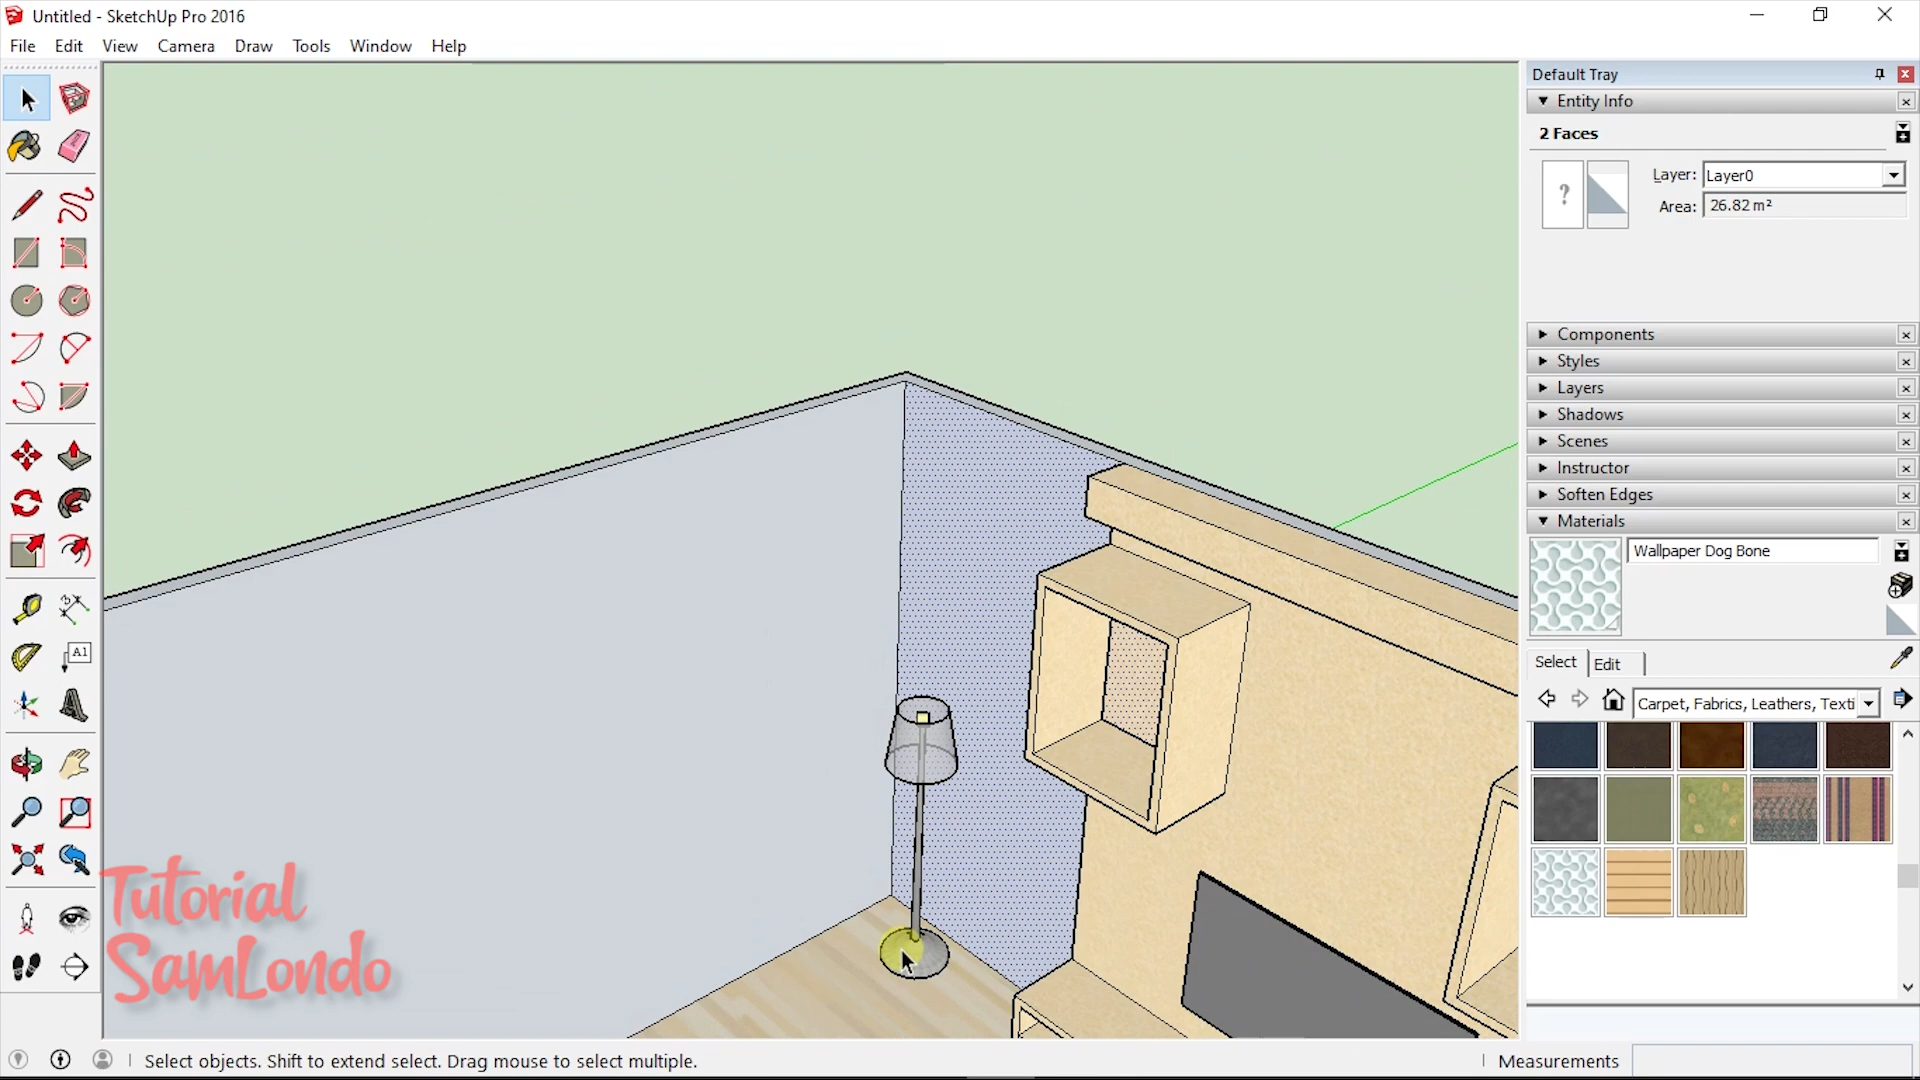 Untitled - SketchUp Pro 2016
File Edit View Camera Draw Tools Window Help
Default Tray
Entity Info
2 Faces
?
Layer: Layer0
Area: 26.82 m²
Components
Styles
Layers
Shadows
Scenes
Instructor
Soften Edges
Materials
Wallpaper Dog Bone
Select Edit
Carpet, Fabrics, Leathers, Texti
A1
Tutorial
SamLondo
Select objects. Shift to extend select. Drag mouse to select multiple.
Measurements